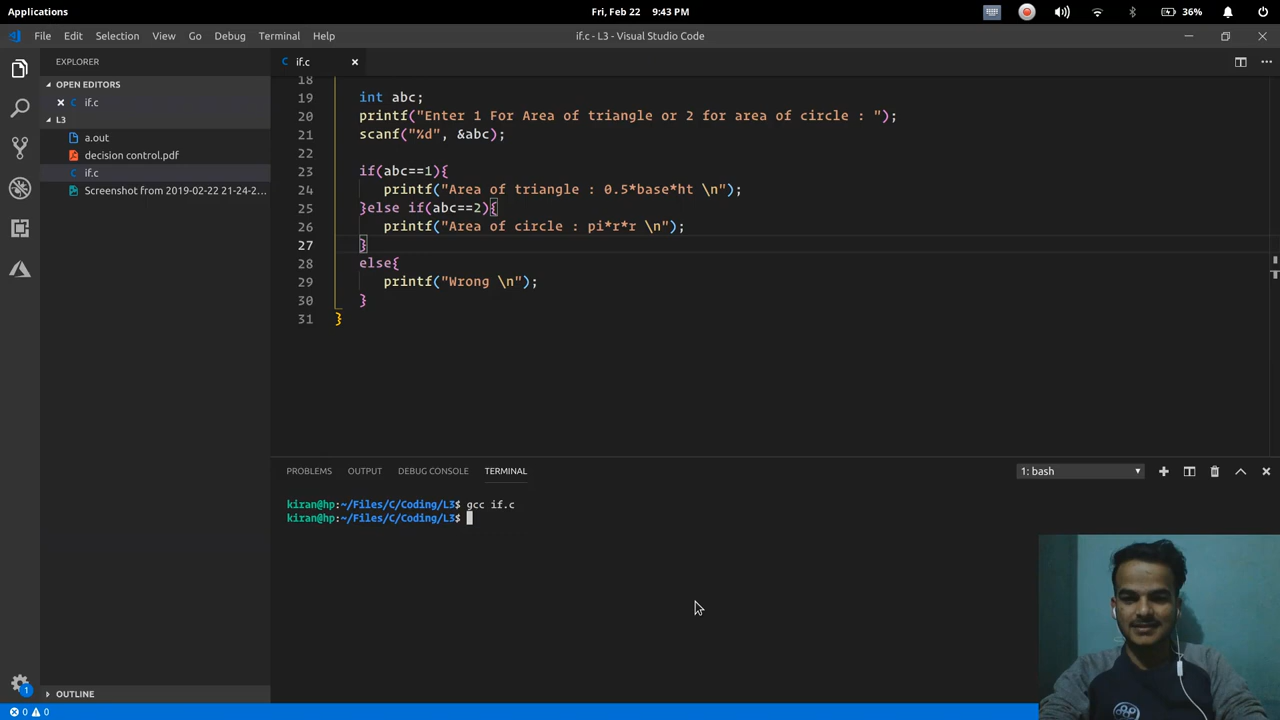 Applications
Fri, Feb 22 9:43 PM
36%
File Edit Selection View Go Debug Terminal Help
if.c - L3 - Visual Studio Code
EXPLORER
OPEN EDITORS
if.c
L3
a.out
decision control.pdf
if.c
Screenshot from 2019-02-22 21-24-2...
OUTLINE
1
0 0
if.c
18
19 int abc;
20 printf("Enter 1 For Area of triangle or 2 for area of circle : ");
21 scanf("%d", &abc);
22
23 if(abc==1){
24 printf("Area of triangle : 0.5*base*ht \n");
25 }else if(abc==2){
26 printf("Area of circle : pi*r*r \n");
27 }
28 else{
29 printf("Wrong \n");
30 }
31 }
PROBLEMS OUTPUT DEBUG CONSOLE TERMINAL
1: bash
kiran@hp:~/Files/C/Coding/L3$ gcc if.c
kiran@hp:~/Files/C/Coding/L3$